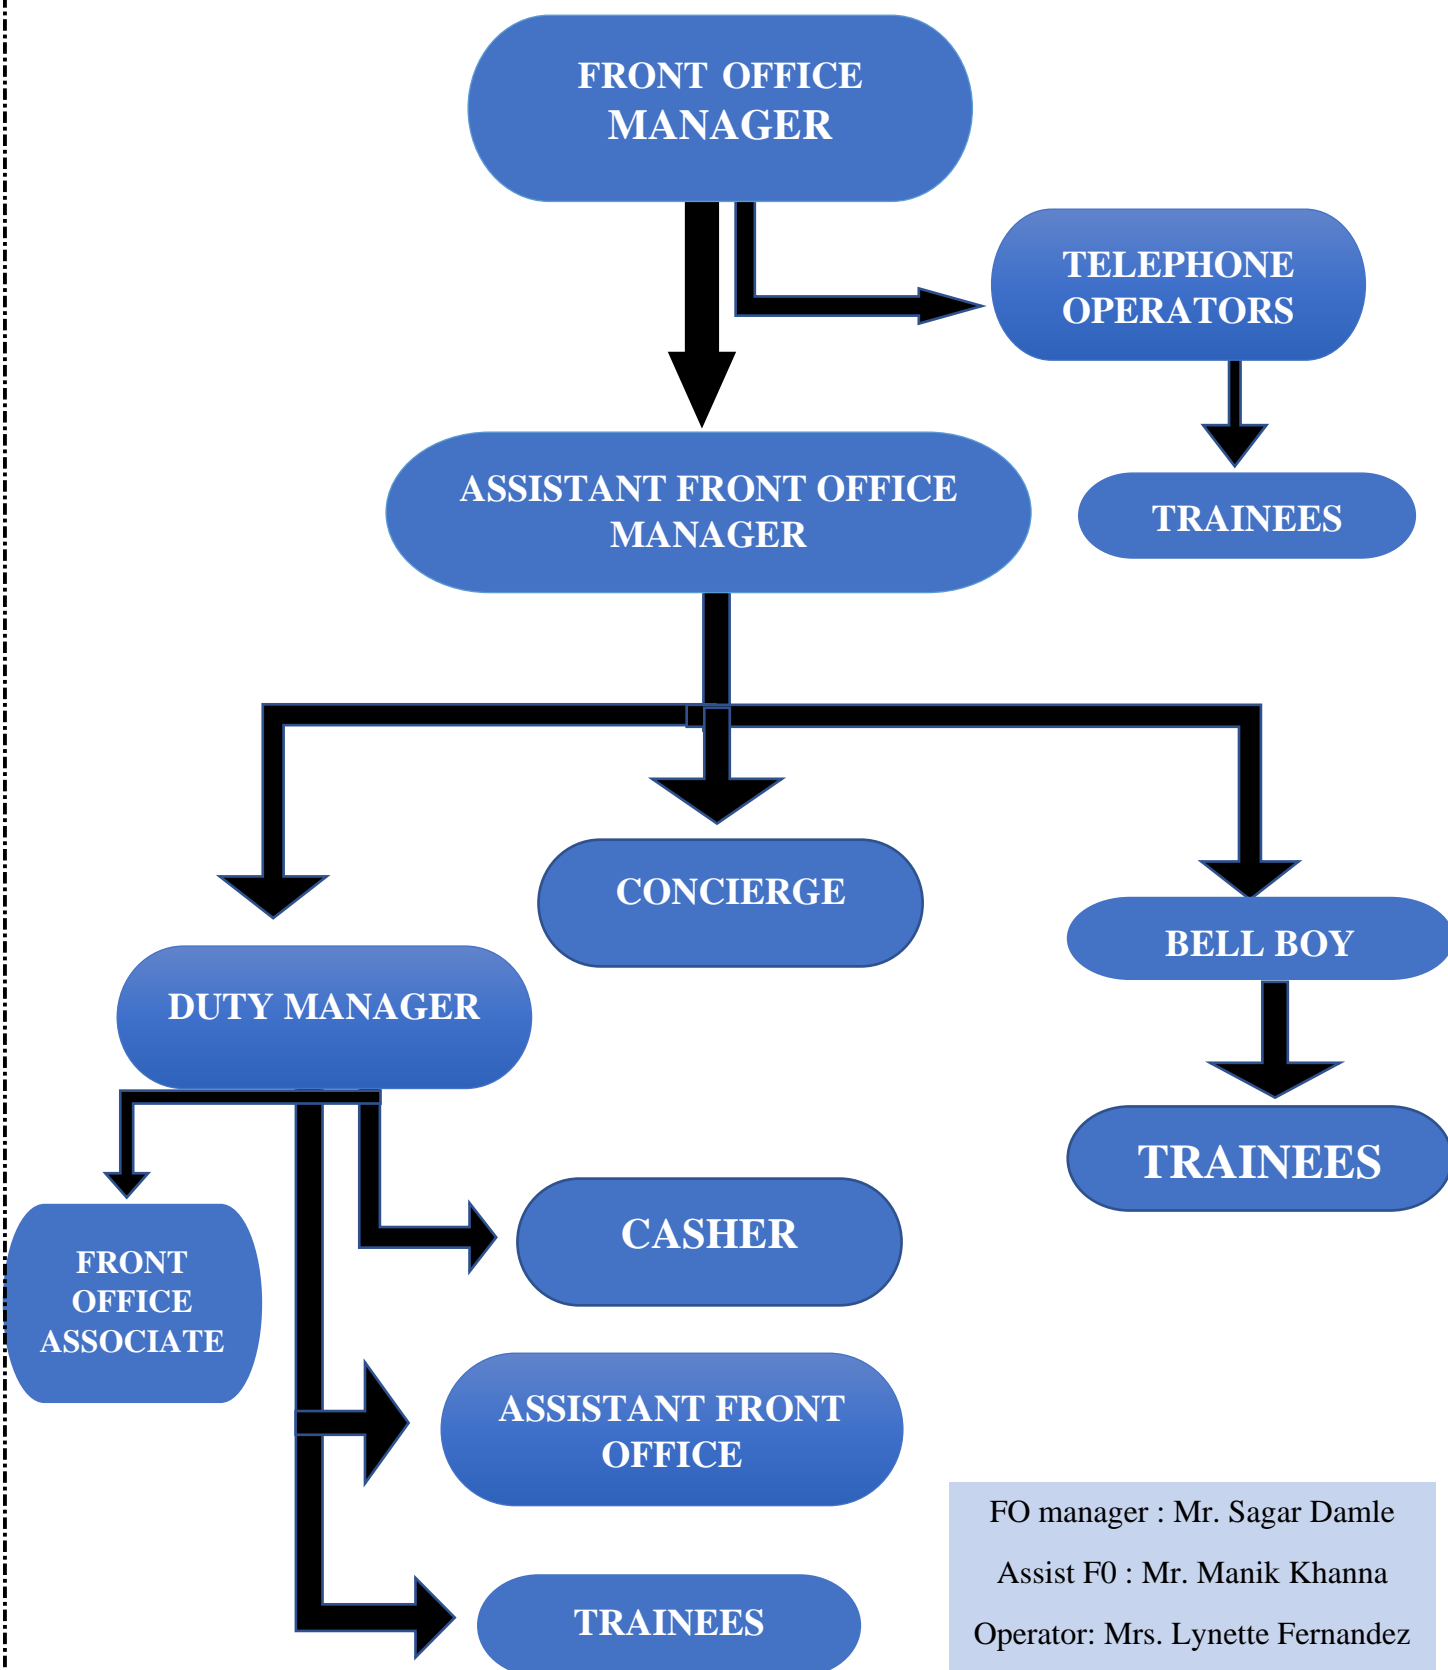 FRONT OFFICE
MANAGER
TELEPHONE
OPERATORS
ASSISTANT FRONT OFFICE
MANAGER
TRAINEES
CONCIERGE
BELL BOY
DUTY MANAGER
TRAINEES
CASHER
FRONT
OFFICE
ASSOCIATE
ASSISTANT FRONT
OFFICE
TRAINEES
FO manager : Mr. Sagar Damle
Assist F0 : Mr. Manik Khanna
Operator: Mrs. Lynette Fernandez